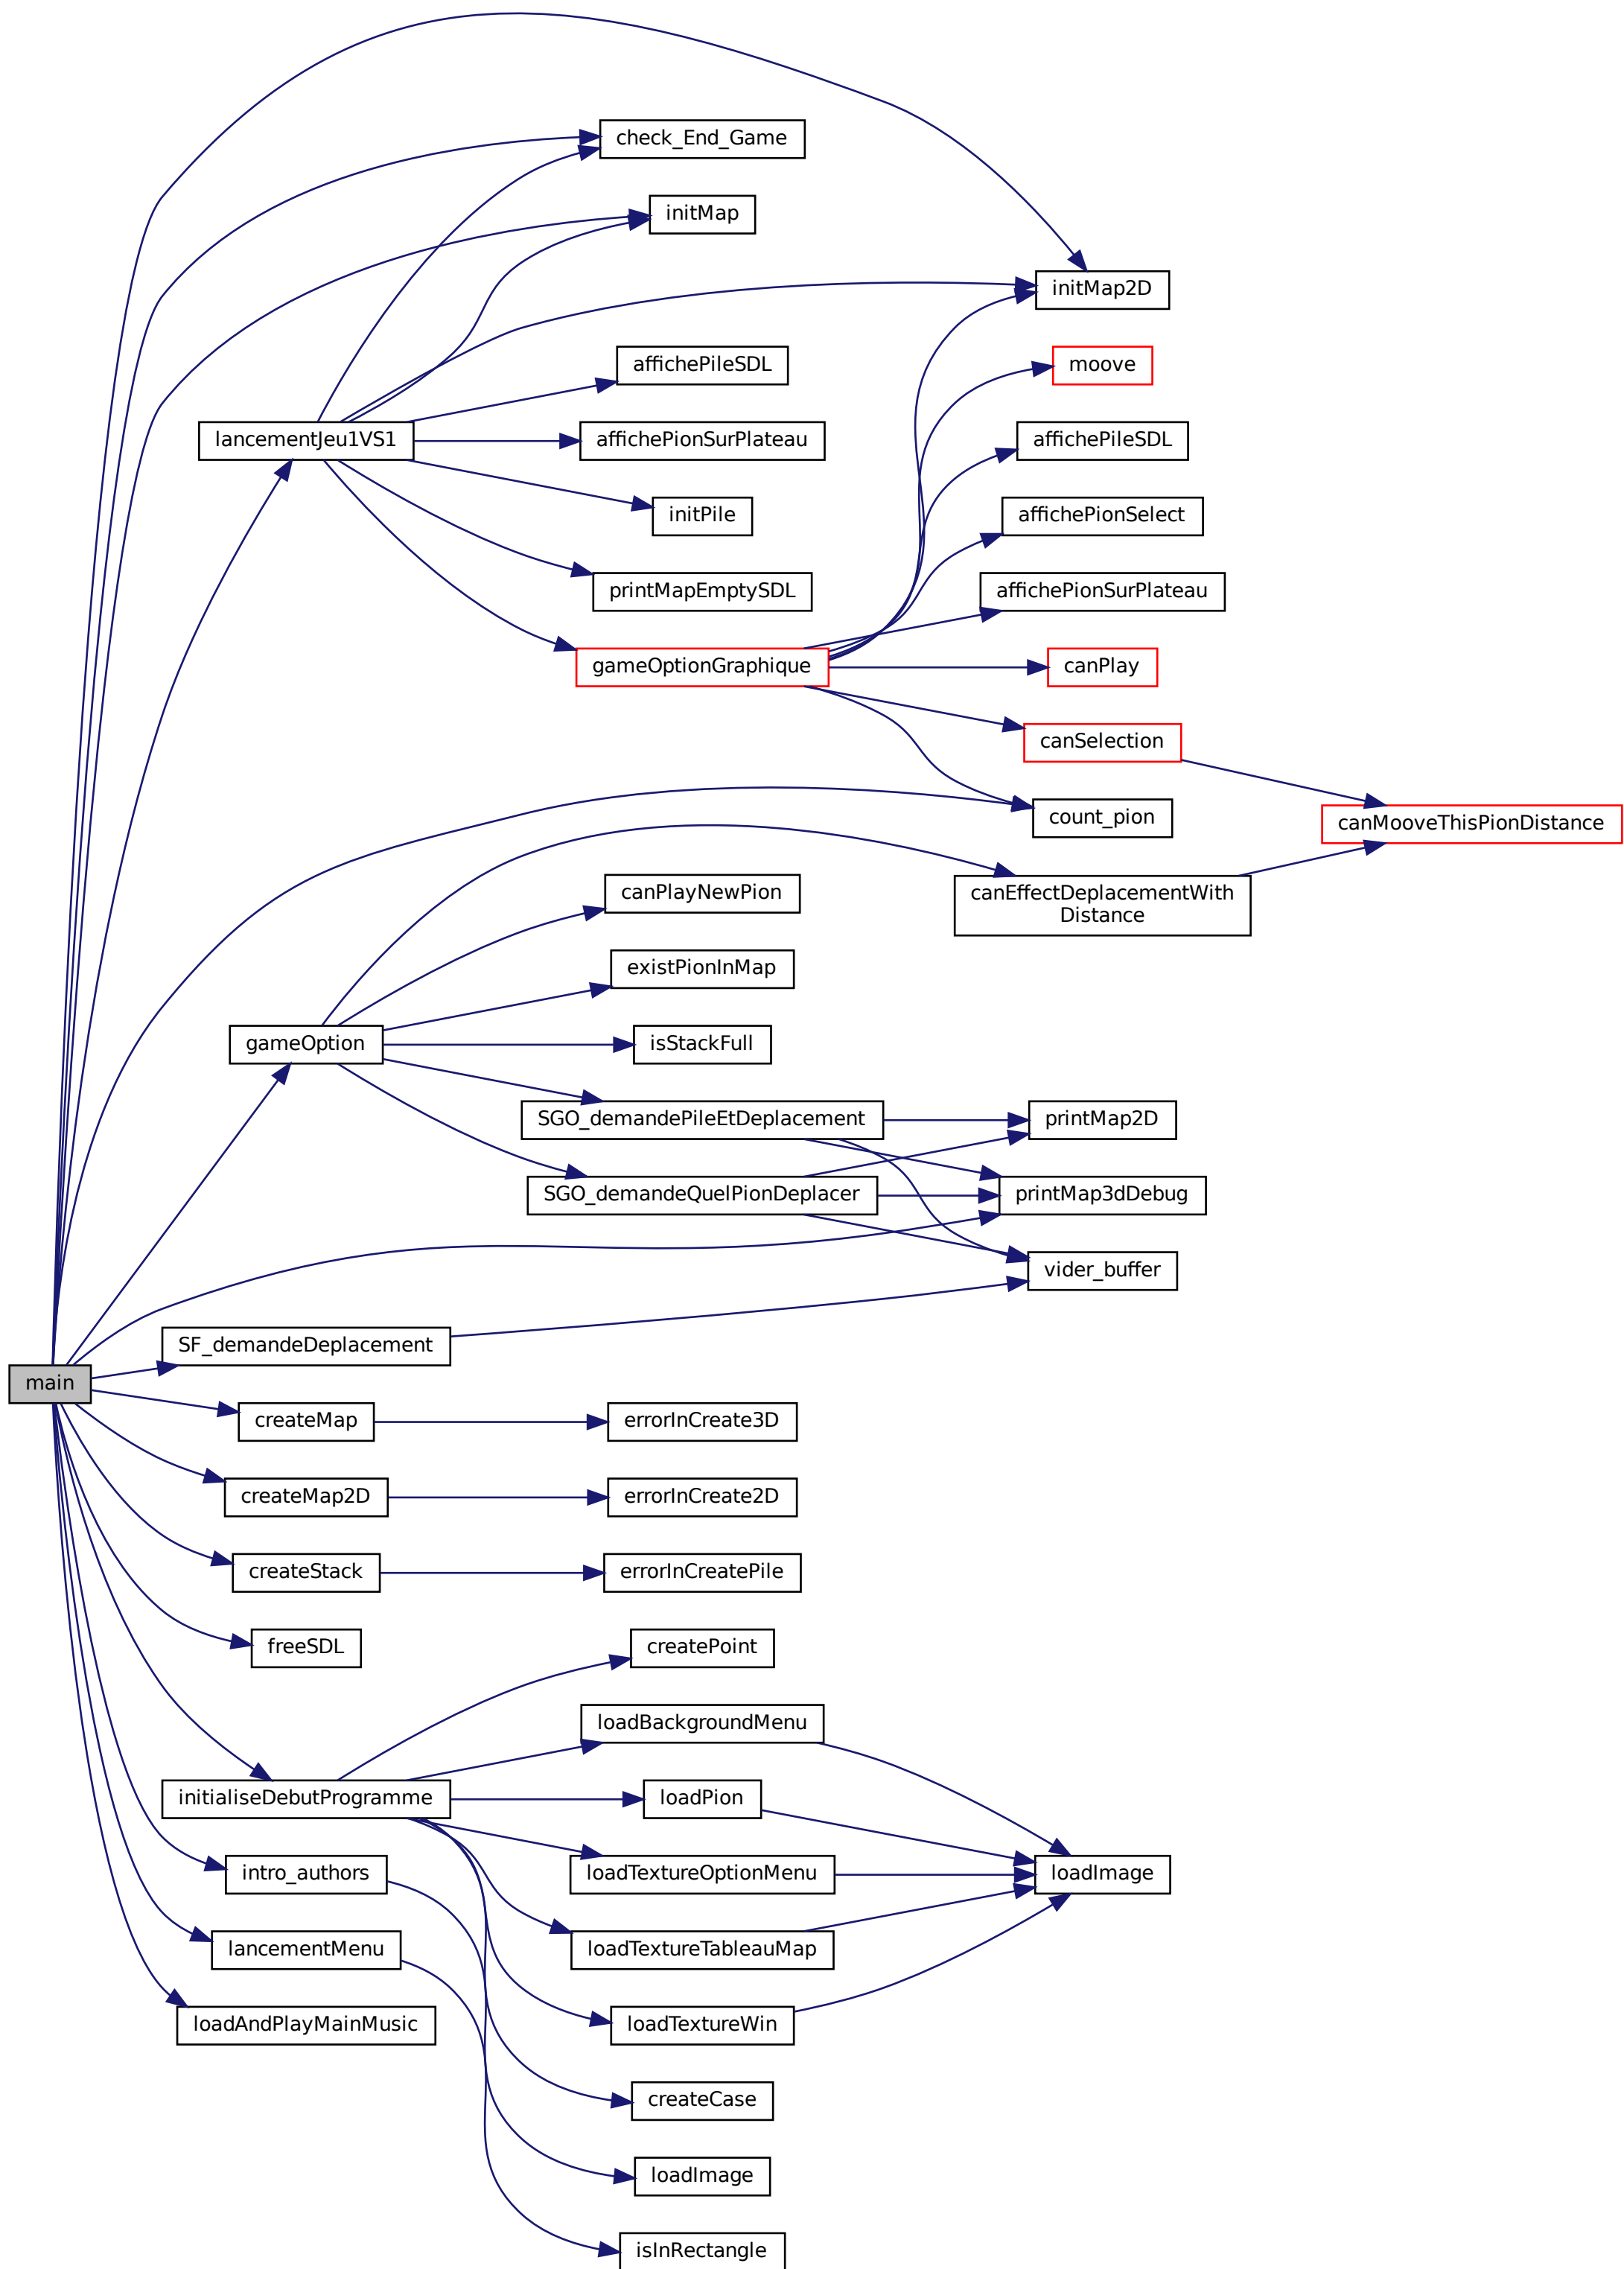 check_End_Game
initMap
initMap2D
affichePileSDL
moove
lancementJeu1VS1
affichePionSurPlateau
affichePileSDL
initPile
affichePionSelect
printMapEmptySDL
affichePionSurPlateau
gameOptionGraphique
canPlay
canSelection
count_pion
canMooveThisPionDistance
canPlayNewPion
canEffectDeplacementWith
Distance
existPionInMap
gameOption
isStackFull
SGO_demandePileEtDeplacement
printMap2D
SGO_demandeQuelPionDeplacer
printMap3dDebug
vider_buffer
SF_demandeDeplacement
main
createMap
errorInCreate3D
createMap2D
errorInCreate2D
createStack
errorInCreatePile
freeSDL
createPoint
loadBackgroundMenu
initialiseDebutProgramme
loadPion
intro_authors
loadTextureOptionMenu
loadImage
lancementMenu
loadTextureTableauMap
loadAndPlayMainMusic
loadTextureWin
createCase
loadImage
isInRectangle